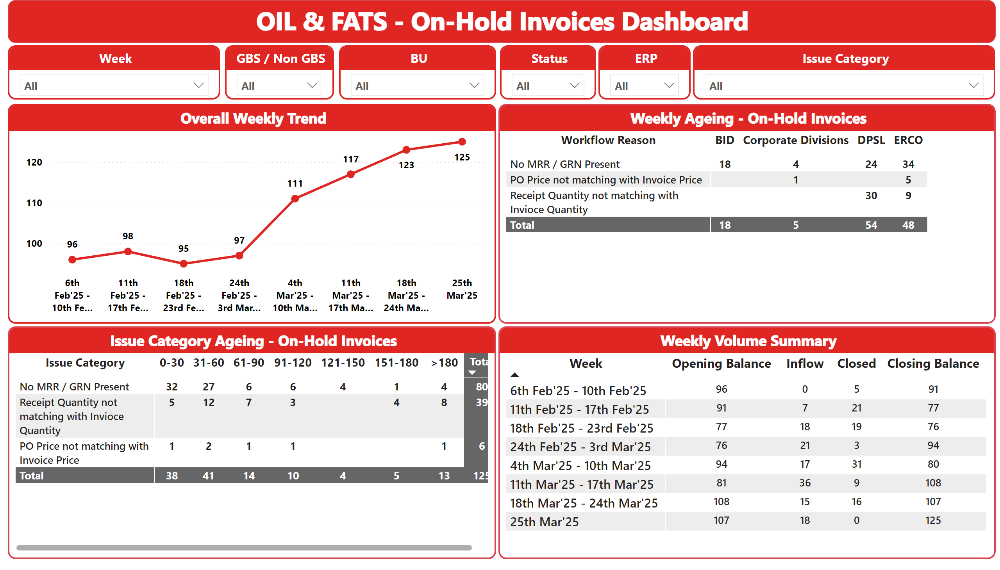 OIL & FATS - On-Hold Invoices Dashboard
Week GBS / Non GBS BU Status ERP Issue Category
All All All All All All
Overall Weekly Trend
120
110
100
96 98 95 97 111 117 123 125
6th Feb'25 - 10th Fe...
11th Feb'25 - 17th Fe...
18th Feb'25 - 23rd Fe...
24th Feb'25 - 3rd Mar...
4th Mar'25 - 10th Ma...
11th Mar'25 - 17th Ma...
18th Mar'25 - 24th Ma...
25th Mar'25
Weekly Ageing - On-Hold Invoices
Workflow Reason BID Corporate Divisions DPSL ERCO
No MRR / GRN Present 18 4 24 34
PO Price not matching with Invoice Price 1 5
Receipt Quantity not matching with 30 9
Invioce Quantity
Total 18 5 54 48
Issue Category Ageing - On-Hold Invoices
Issue Category 0-30 31-60 61-90 91-120 121-150 151-180 >180 Tota
No MRR / GRN Present 32 27 6 6 4 1 4 80
Receipt Quantity not 5 12 7 3 4 8 39
matching with Invioce
Quantity
PO Price not matching with 1 2 1 1 1 6
Invoice Price
Total 38 41 14 10 4 5 13 125
Weekly Volume Summary
Week Opening Balance Inflow Closed Closing Balance
6th Feb'25 - 10th Feb'25 96 0 5 91
11th Feb'25 - 17th Feb'25 91 7 21 77
18th Feb'25 - 23rd Feb'25 77 18 19 76
24th Feb'25 - 3rd Mar'25 76 21 3 94
4th Mar'25 - 10th Mar'25 94 17 31 80
11th Mar'25 - 17th Mar'25 81 36 9 108
18th Mar'25 - 24th Mar'25 108 15 16 107
25th Mar'25 107 18 0 125